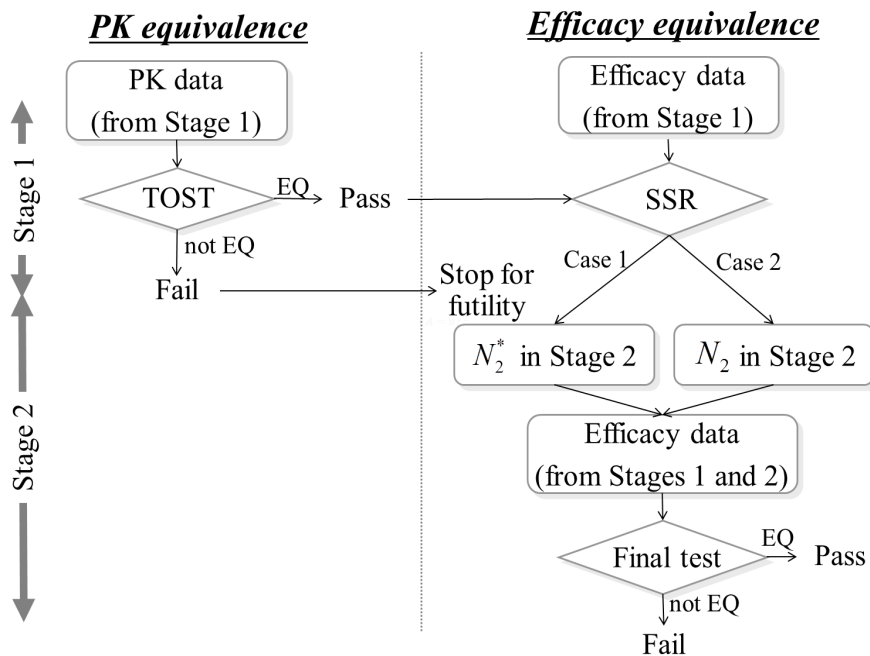 PK equivalence
Efficacy equivalence
PK data
(from Stage 1)
Efficacy data
(from Stage 1)
Stage 1
TOST
EQ
Pass
SSR
not EQ
Fail
Case 1
Case 2
Stop for
futility
N₂* in Stage 2
N₂ in Stage 2
Stage 2
Efficacy data
(from Stages 1 and 2)
Final test
EQ
Pass
not EQ
Fail